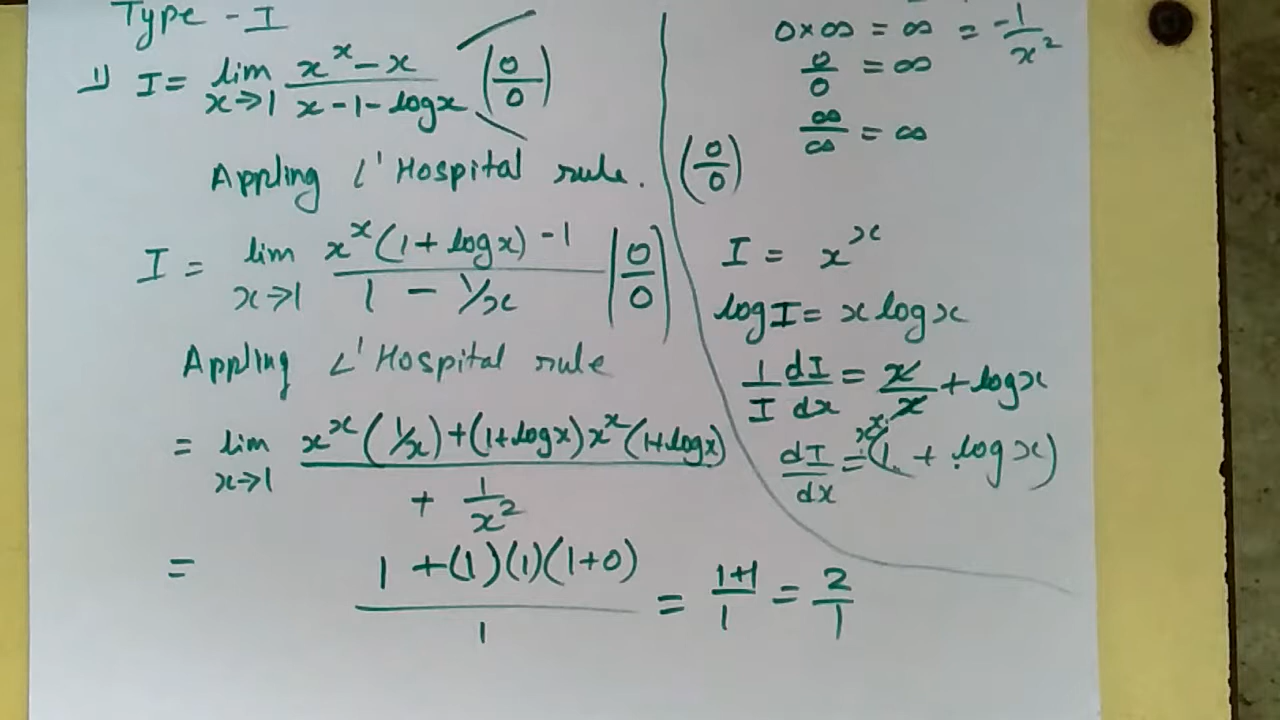 Type - I
1) I = lim x→1 (x^x - x)/(x - 1 - log x) (0/0)
Appling L' Hospital rule. (0/0)
I = lim x→1 (x^x (1 + log x) - 1)/(1 - 1/x) (0/0)
Appling L' Hospital rule
= lim x→1 (x^x (1/x) + (1+log x) x^x (1+log x))/(+ 1/x^2)
= (1 + (1)(1)(1+0))/1 = (1+1)/1 = 2/1
0 × ∞ = ∞ = -1/x^2
0/0 = ∞
∞/∞ = ∞
I = x^x
log I = x log x
1/I dI/dx = x/x + log x
dI/dx = x^x (1 + log x)